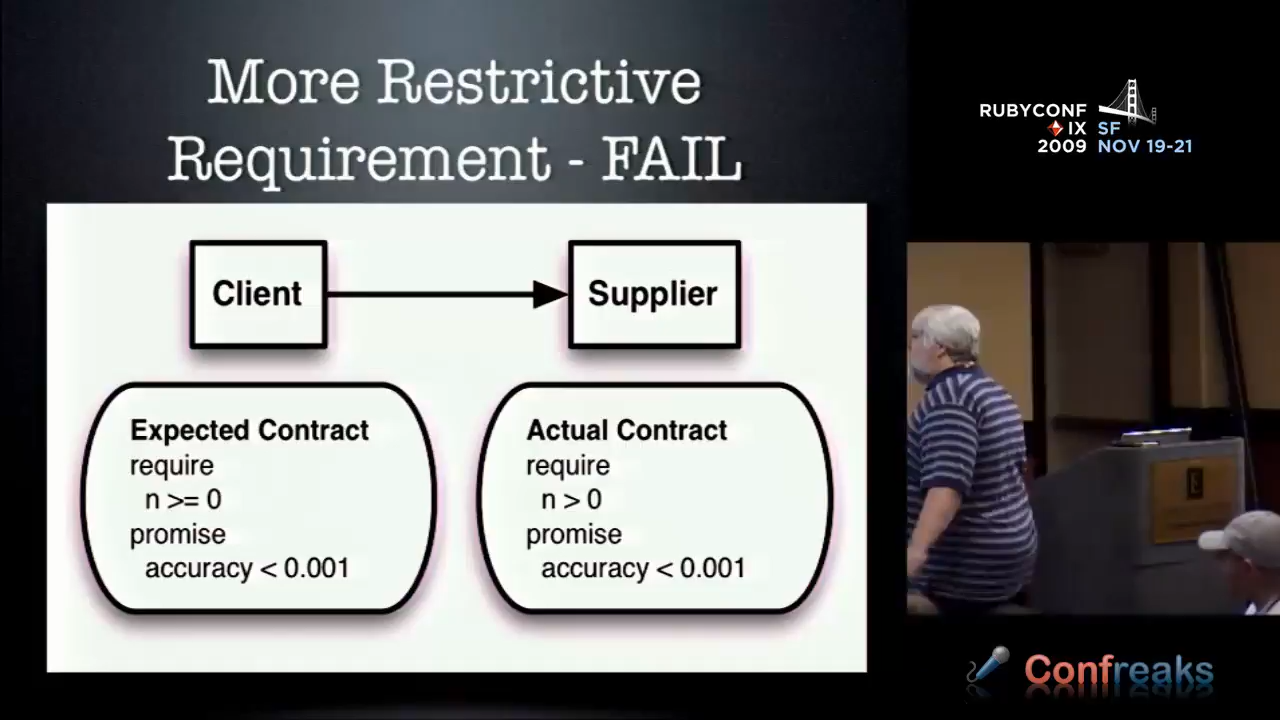 More Restrictive
Requirement - FAIL
Client
Supplier
Expected Contract
require
n >= 0
promise
accuracy < 0.001
Actual Contract
require
n > 0
promise
accuracy < 0.001
RUBYCONF
IX SF
2009 NOV 19-21
Confreaks